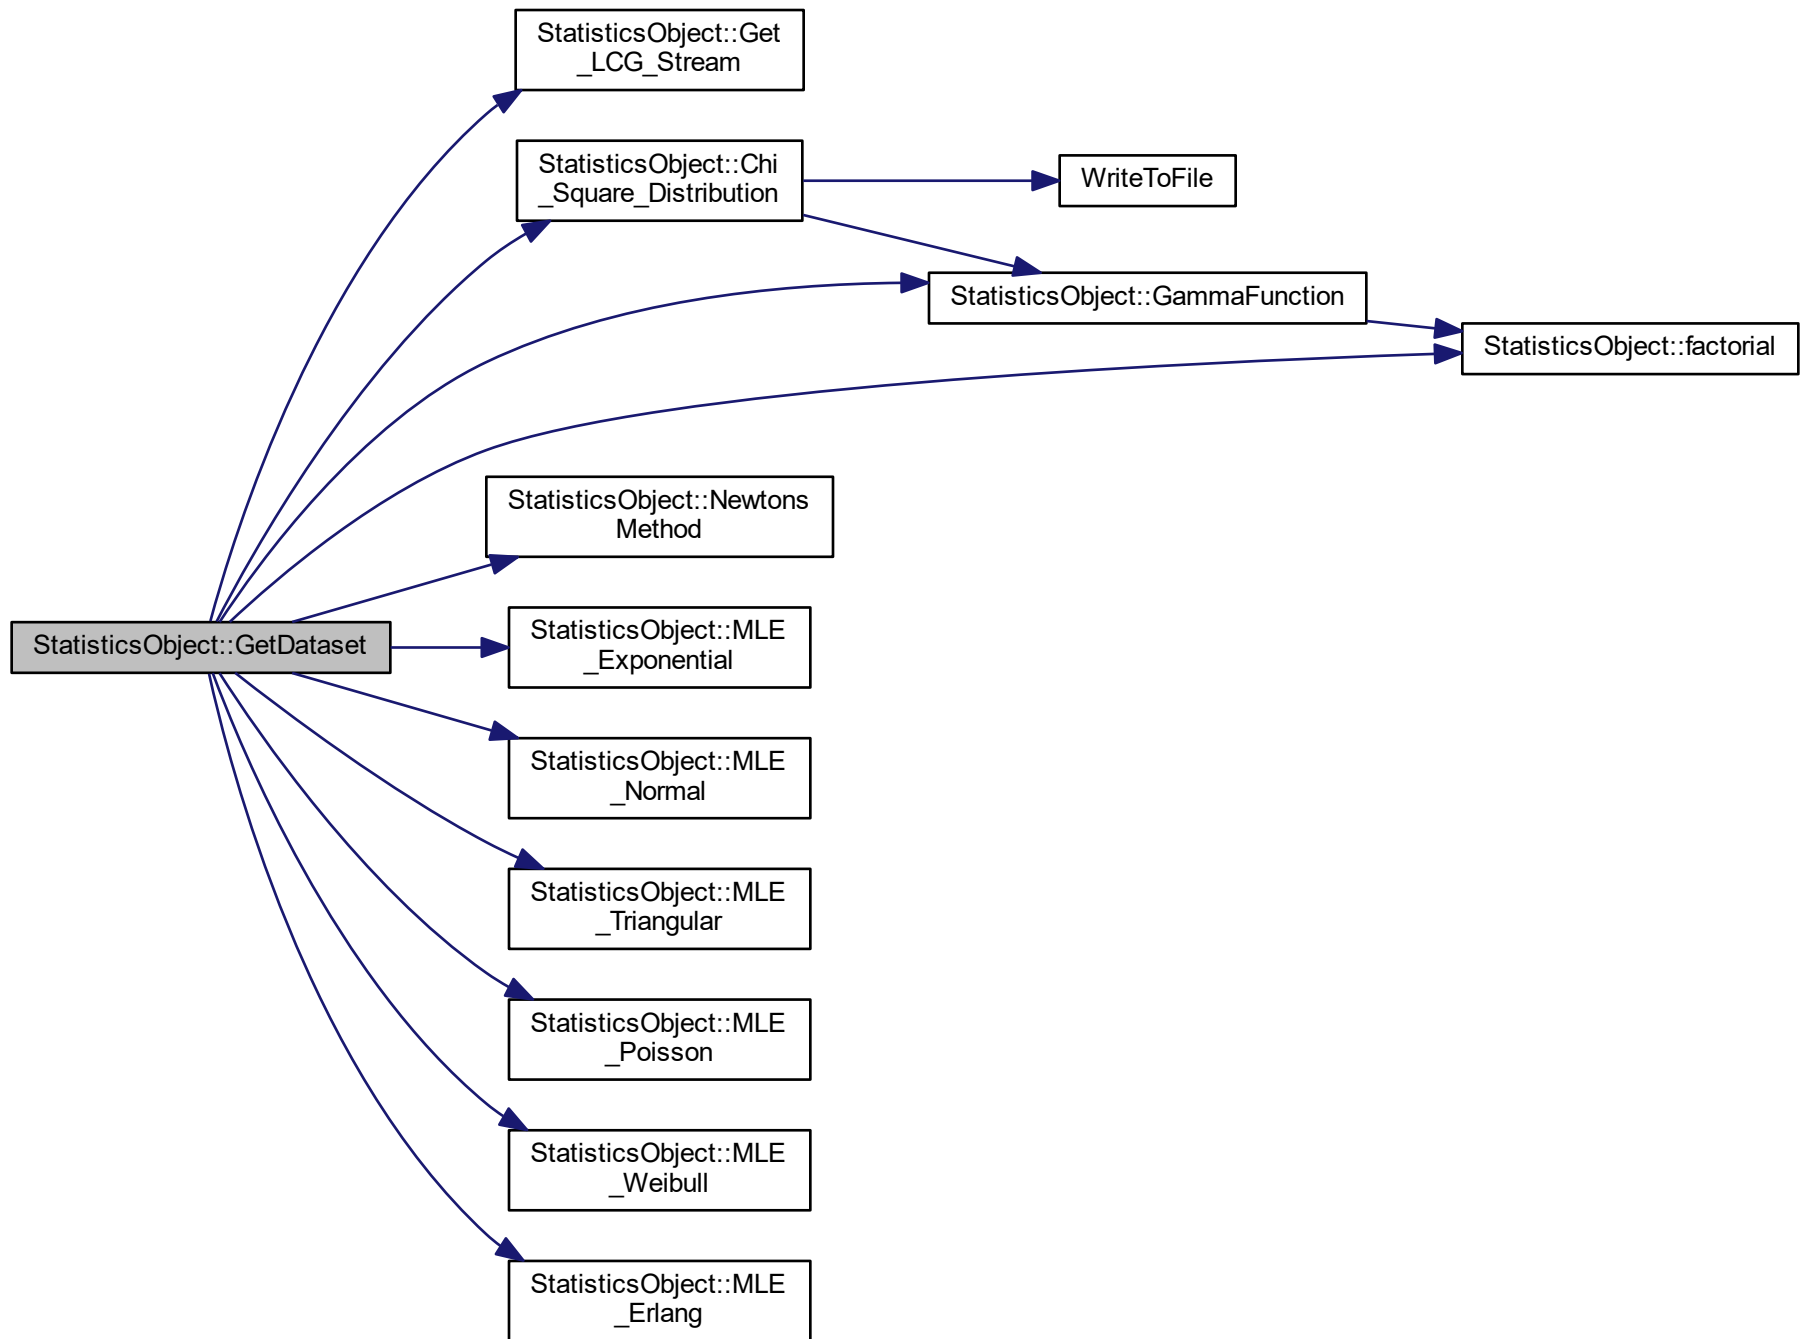 StatisticsObject::Get
_LCG_Stream
StatisticsObject::Chi
_Square_Distribution
WriteToFile
StatisticsObject::GammaFunction
StatisticsObject::factorial
StatisticsObject::Newtons
Method
StatisticsObject::GetDataset
StatisticsObject::MLE
_Exponential
StatisticsObject::MLE
_Normal
StatisticsObject::MLE
_Triangular
StatisticsObject::MLE
_Poisson
StatisticsObject::MLE
_Weibull
StatisticsObject::MLE
_Erlang